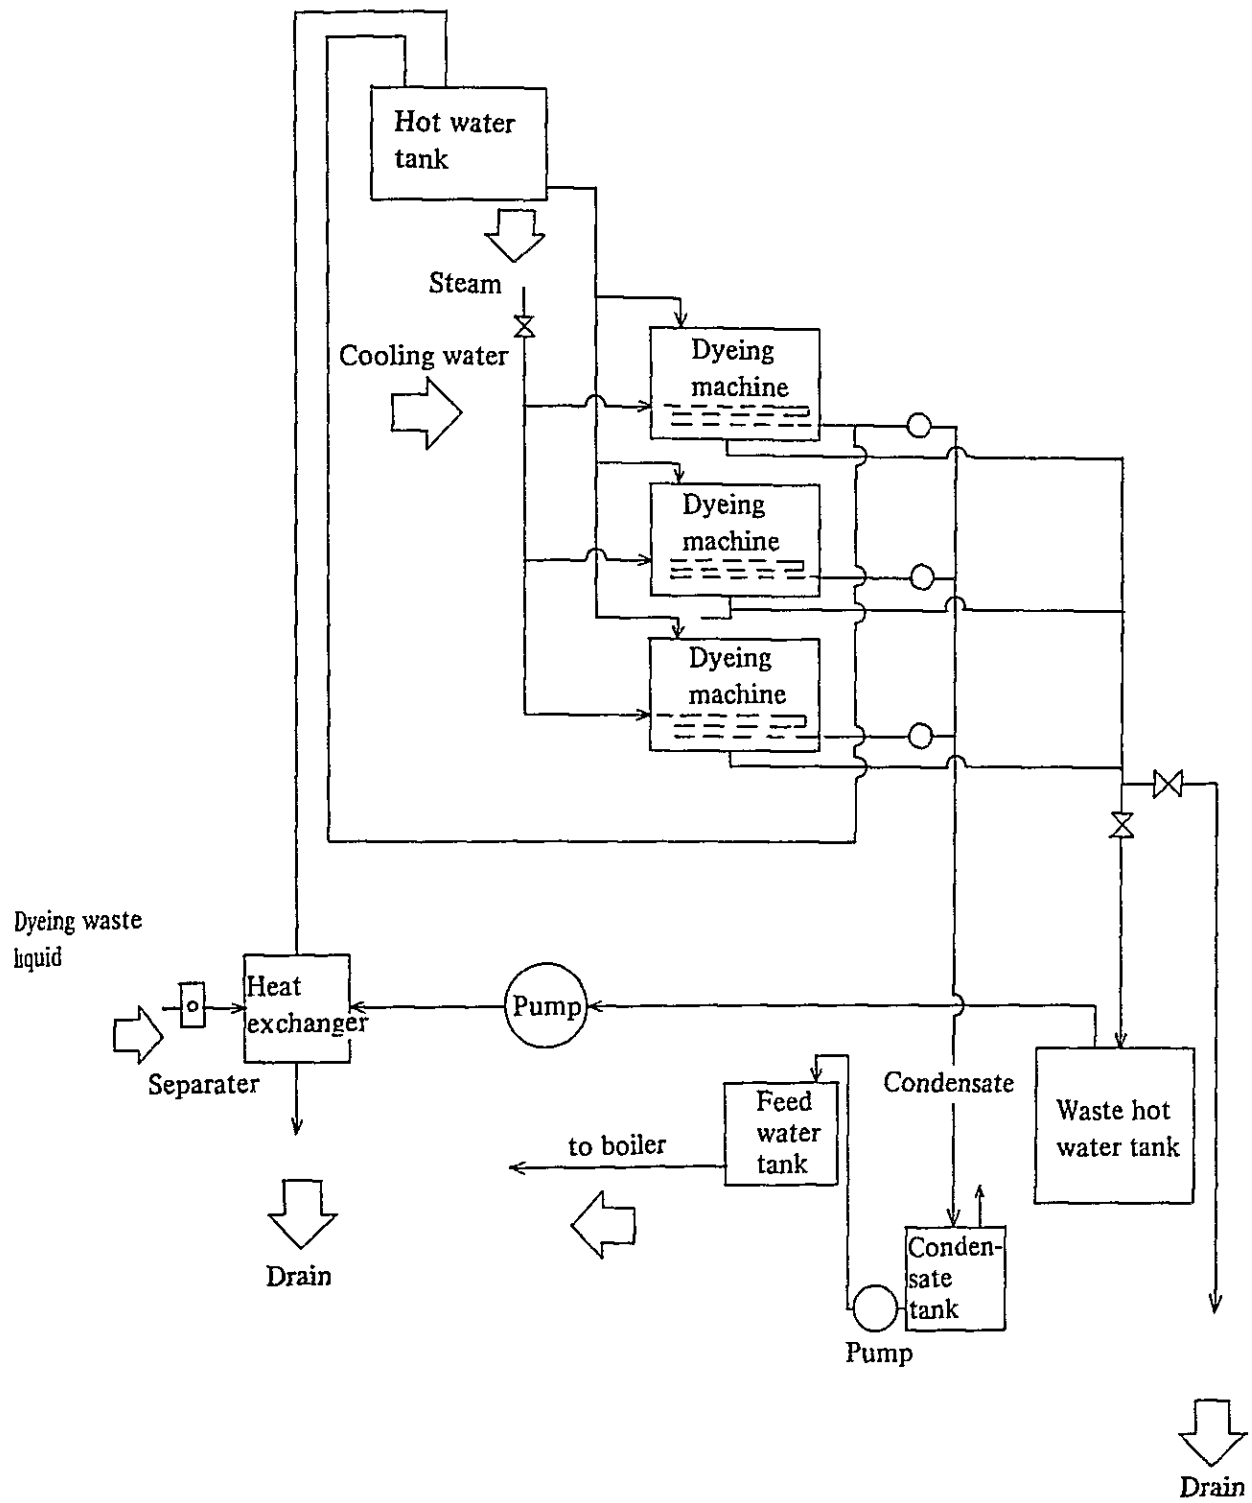 Hot water
tank
Steam
Cooling water
Dyeing
machine
Dyeing
machine
Dyeing
machine
Dyeing waste
liquid
Heat
exchanger
Separater
Pump
Drain
to boiler
Feed
water
tank
Condensate
Waste hot
water tank
Conden-
sate
tank
Pump
Drain